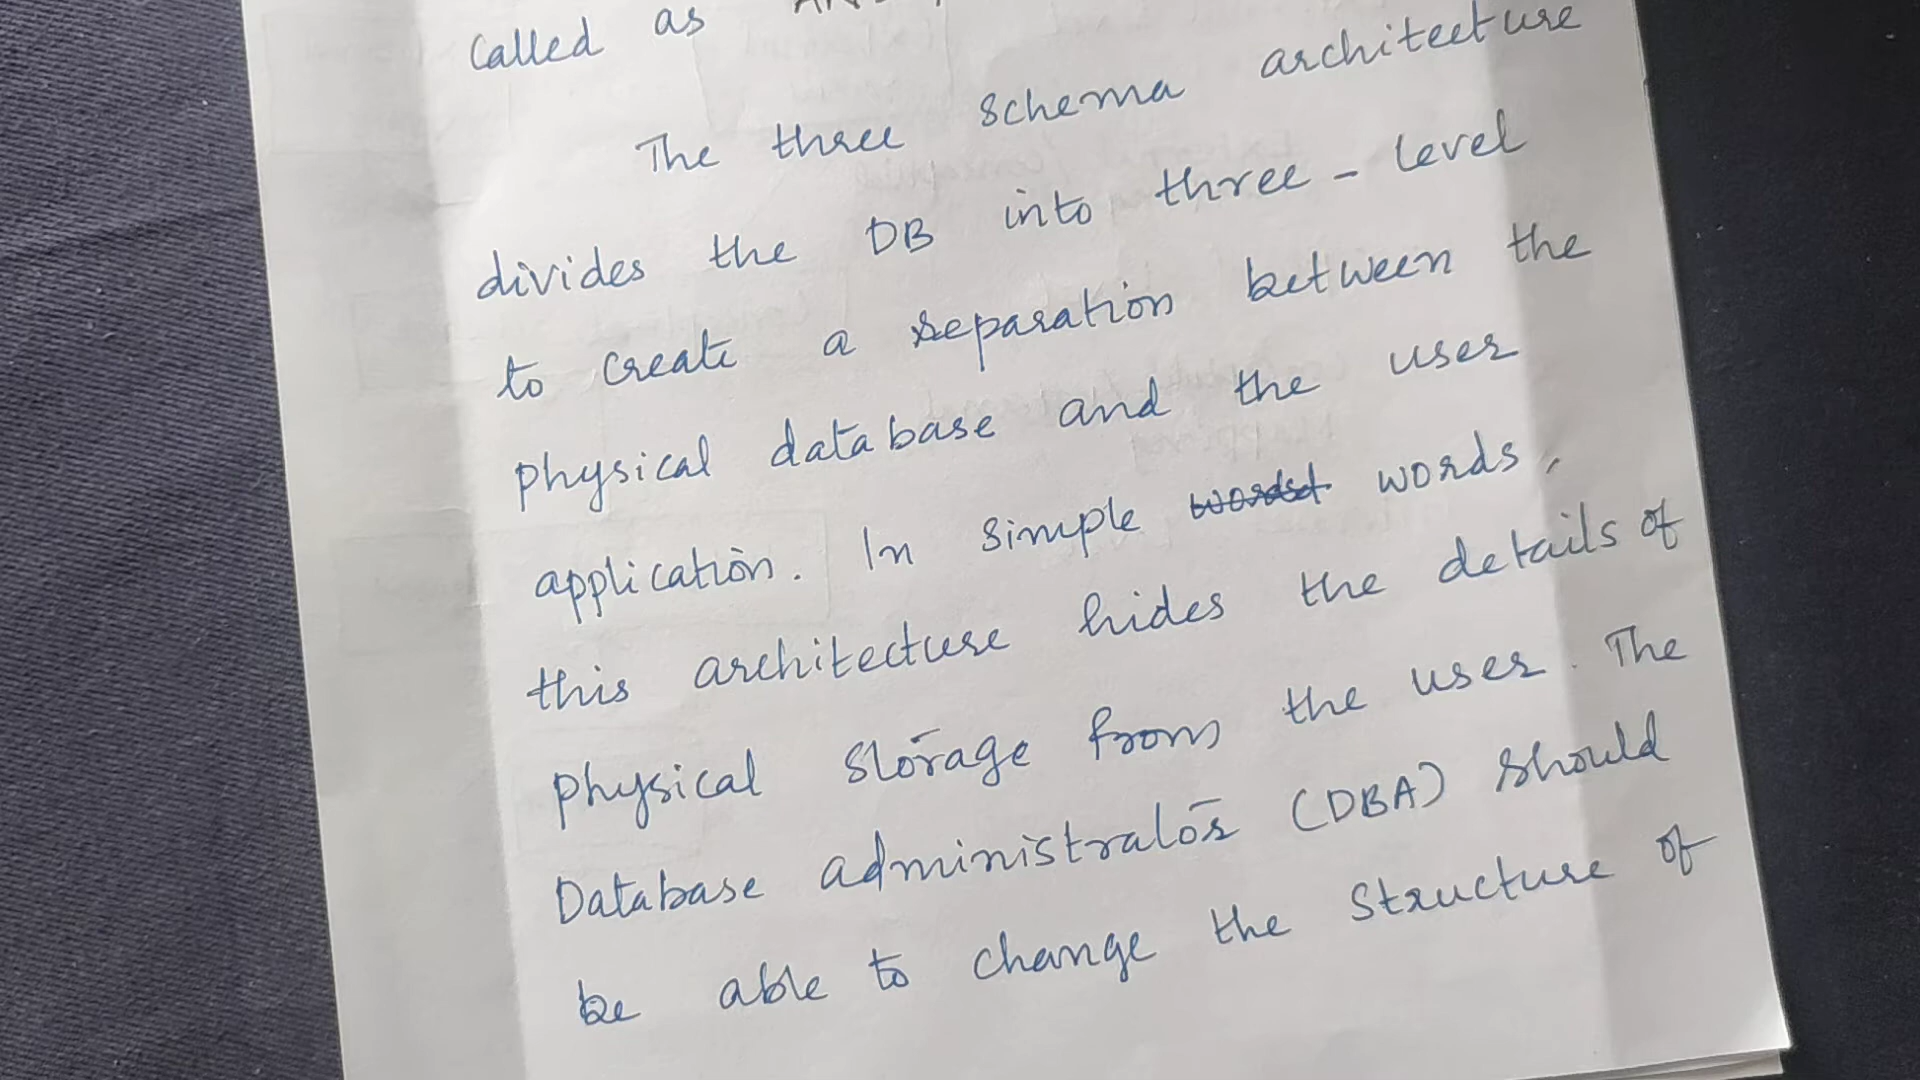 called as
The three schema architecture
divides the DB into three - level
to create a separation between the
physical database and the user
application. In simple words,
this architecture hides the details of
physical storage from the user. The
Database administrator (DBA) should
be able to change the structure of